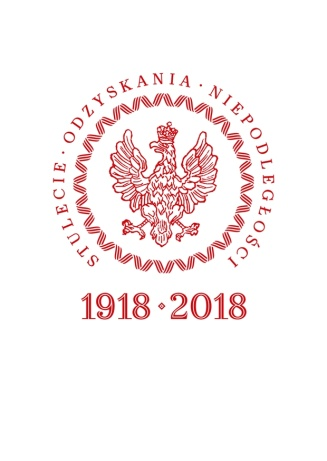 STULECIE · ODZYSKANIA · NIEPODLEGŁOŚCI
1918 · 2018